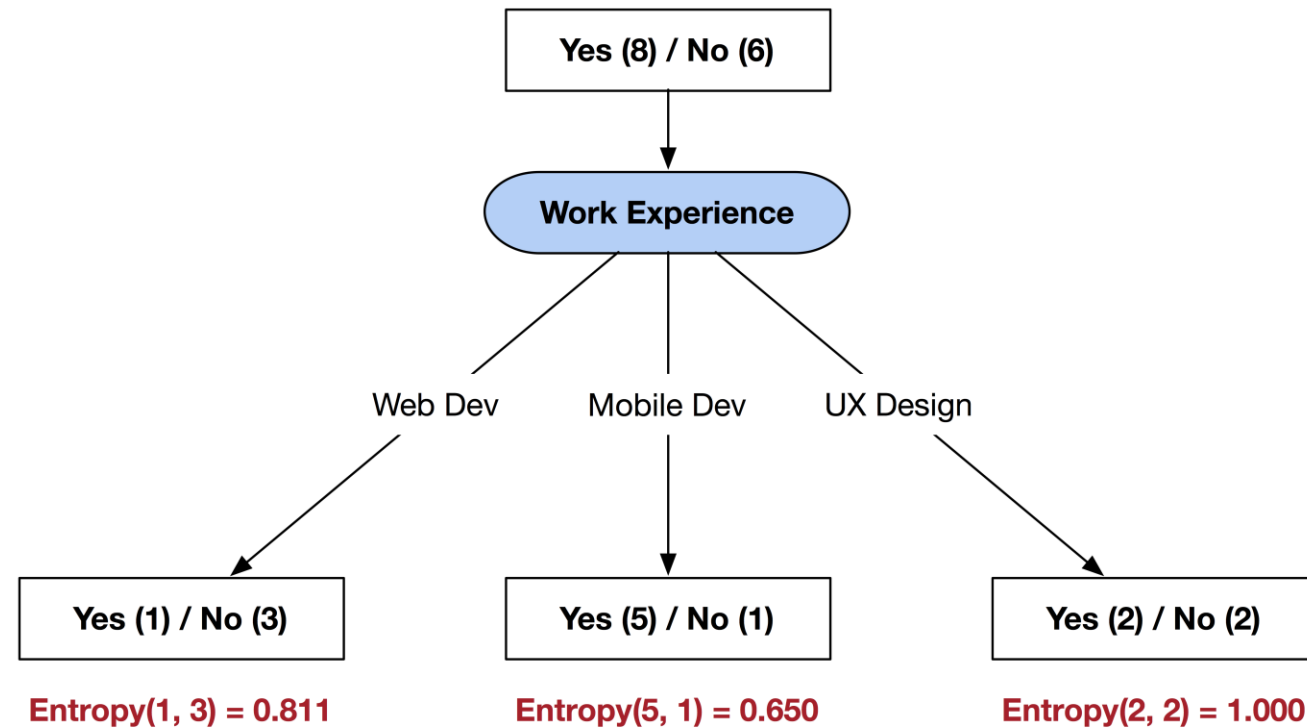 Yes (8) / No (6)
Work Experience
Web Dev
Mobile Dev
UX Design
Yes (1) / No (3)
Yes (5) / No (1)
Yes (2) / No (2)
Entropy(1, 3) = 0.811
Entropy(5, 1) = 0.650
Entropy(2, 2) = 1.000